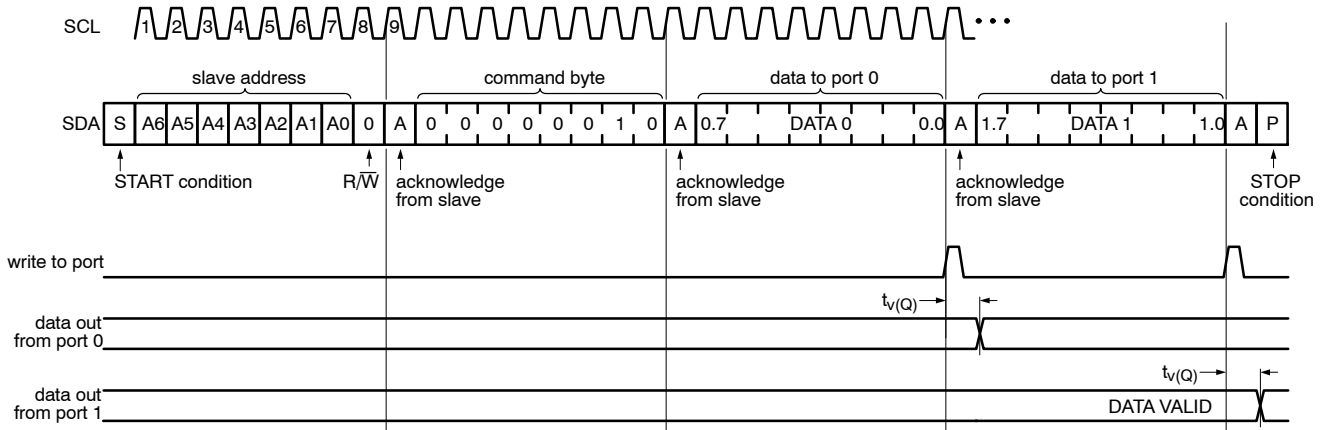 SCL 1 2 3 4 5 6 7 8 9
slave address command byte data to port 0 data to port 1
SDA S A6 A5 A4 A3 A2 A1 A0 0 A 0 0 0 0 0 0 1 0 A 0.7 DATA 0 0.0 A 1.7 DATA 1 1.0 A P
START condition R/W acknowledge acknowledge acknowledge STOP
from slave from slave from slave condition
write to port
tv(Q)
data out
from port 0
tv(Q)
data out
from port 1 DATA VALID